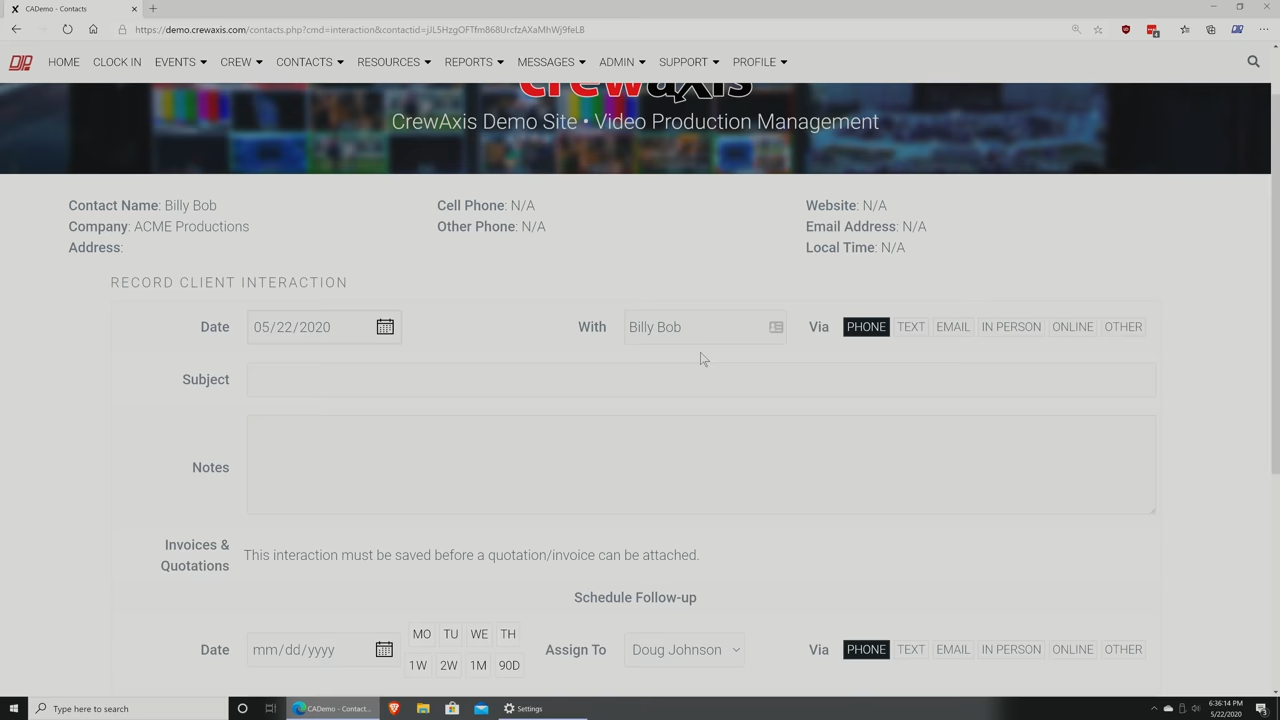 CADemo - Contacts
https://demo.crewaxis.com/contacts.php?cmd=interaction&contactid=jJL5HzgOFTfm868UrcfzAXaMhWj9feLB
HOME CLOCK IN EVENTS CREW CONTACTS RESOURCES REPORTS MESSAGES ADMIN SUPPORT PROFILE
crewaxis
CrewAxis Demo Site • Video Production Management
Contact Name: Billy Bob Cell Phone: N/A Website: N/A
Company: ACME Productions Other Phone: N/A Email Address: N/A
Address: Local Time: N/A
RECORD CLIENT INTERACTION
Date 05/22/2020 With Billy Bob Via PHONE TEXT EMAIL IN PERSON ONLINE OTHER
Subject
Notes
Invoices &
Quotations
This interaction must be saved before a quotation/invoice can be attached.
Schedule Follow-up
MO TU WE TH
Date mm/dd/yyyy Assign To Doug Johnson Via PHONE TEXT EMAIL IN PERSON ONLINE OTHER
1W 2W 1M 90D
Type here to search CADemo - Contact... Settings 6:36:14 PM
5/22/2020